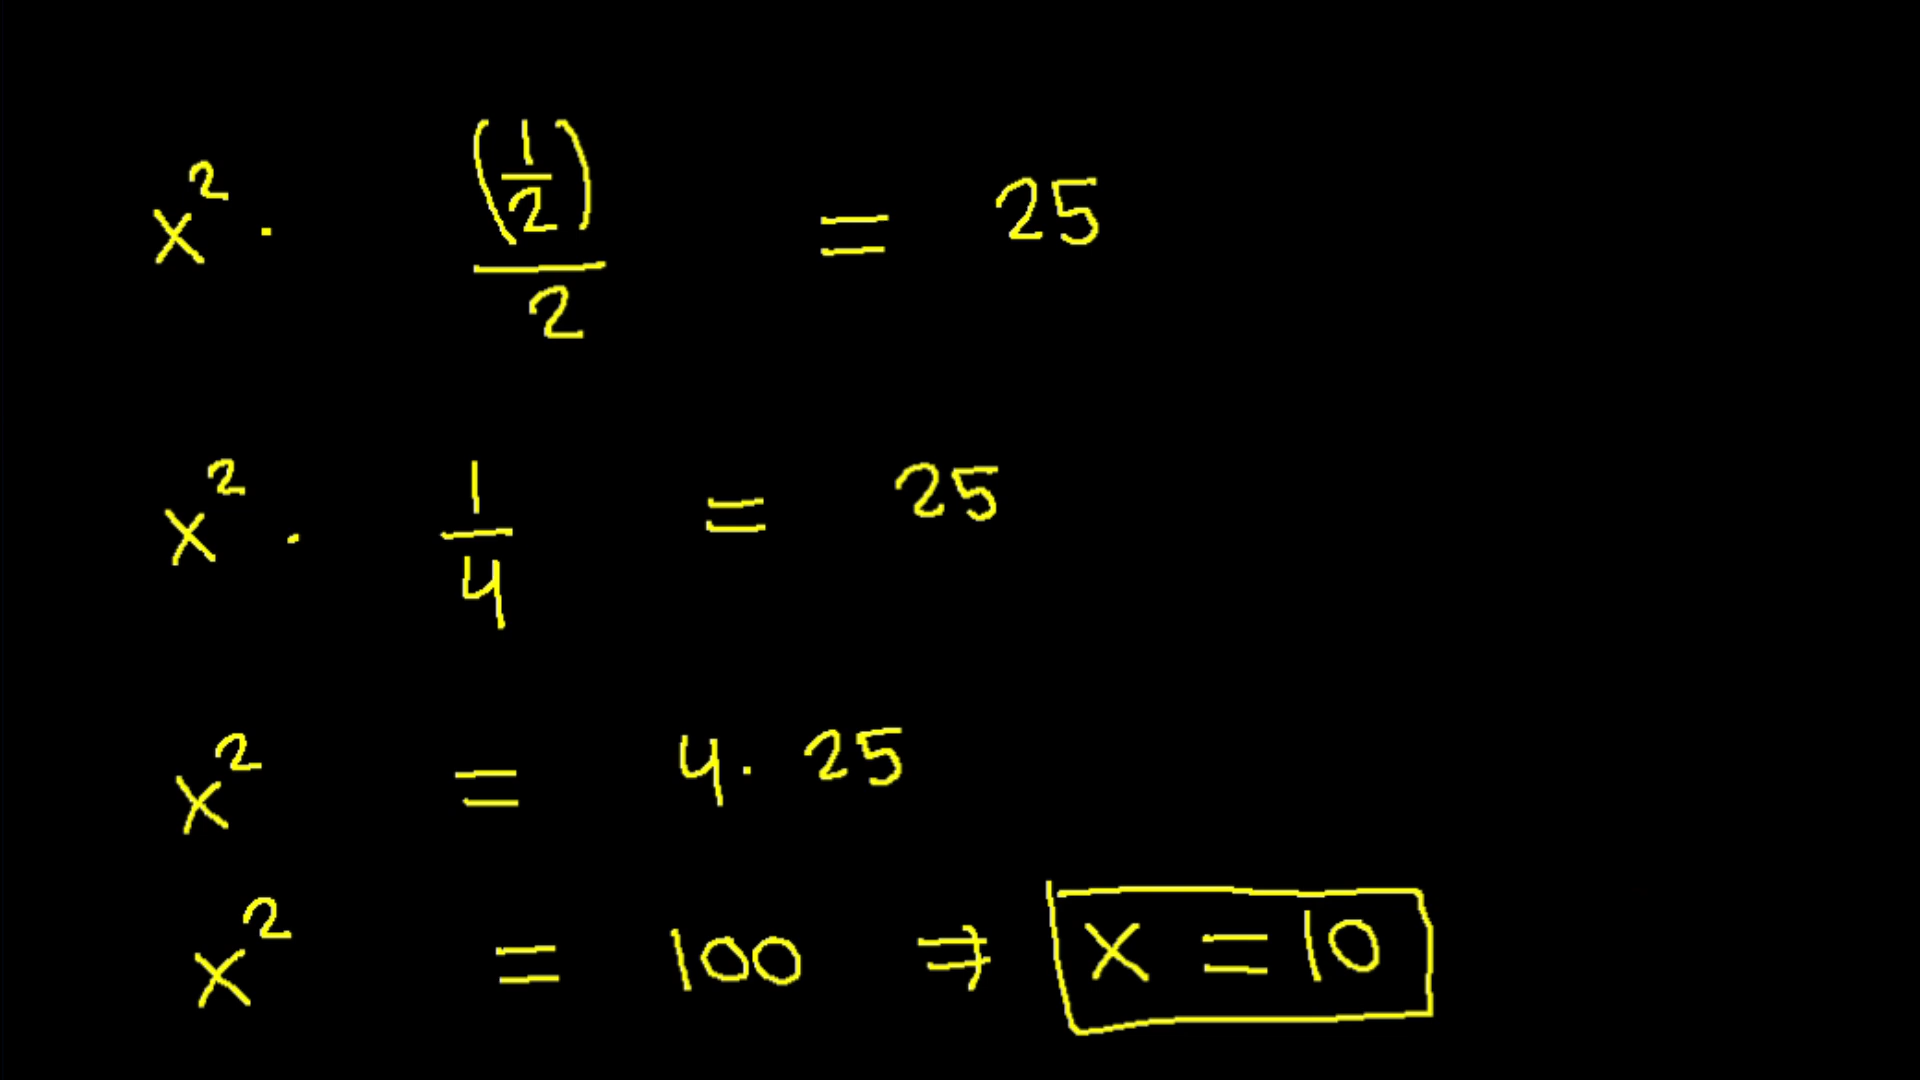 x² · (1/2)/2 = 25
x² · 1/4 = 25
x² = 4 · 25
x² = 100 ⇒ x = 10